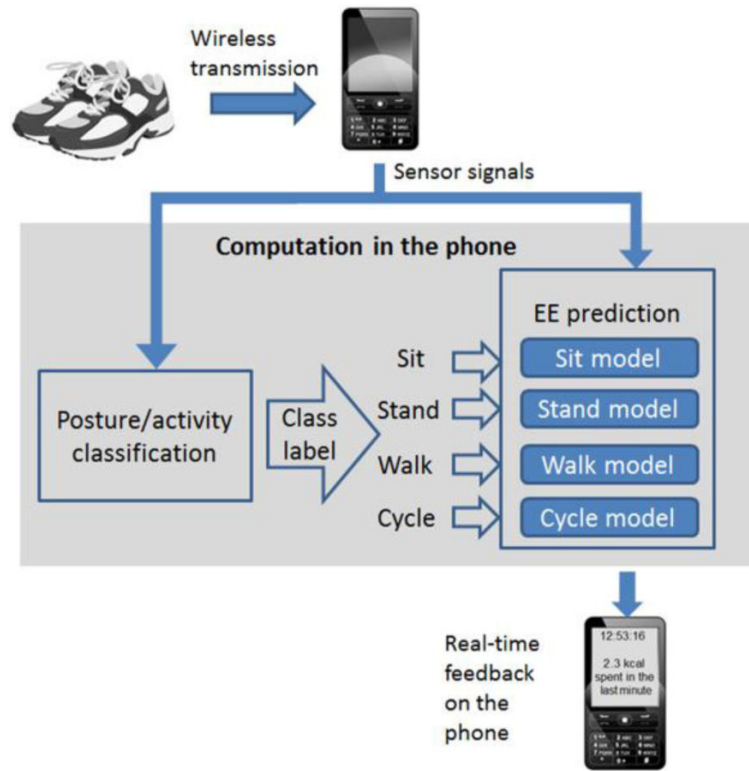 Wireless
transmission
Sensor signals
Computation in the phone
Posture/activity
classification
Class
label
Sit
Stand
Walk
Cycle
EE prediction
Sit model
Stand model
Walk model
Cycle model
Real-time
feedback
on the
phone
12:53:16
2.3 kcal
spent in the
last minute